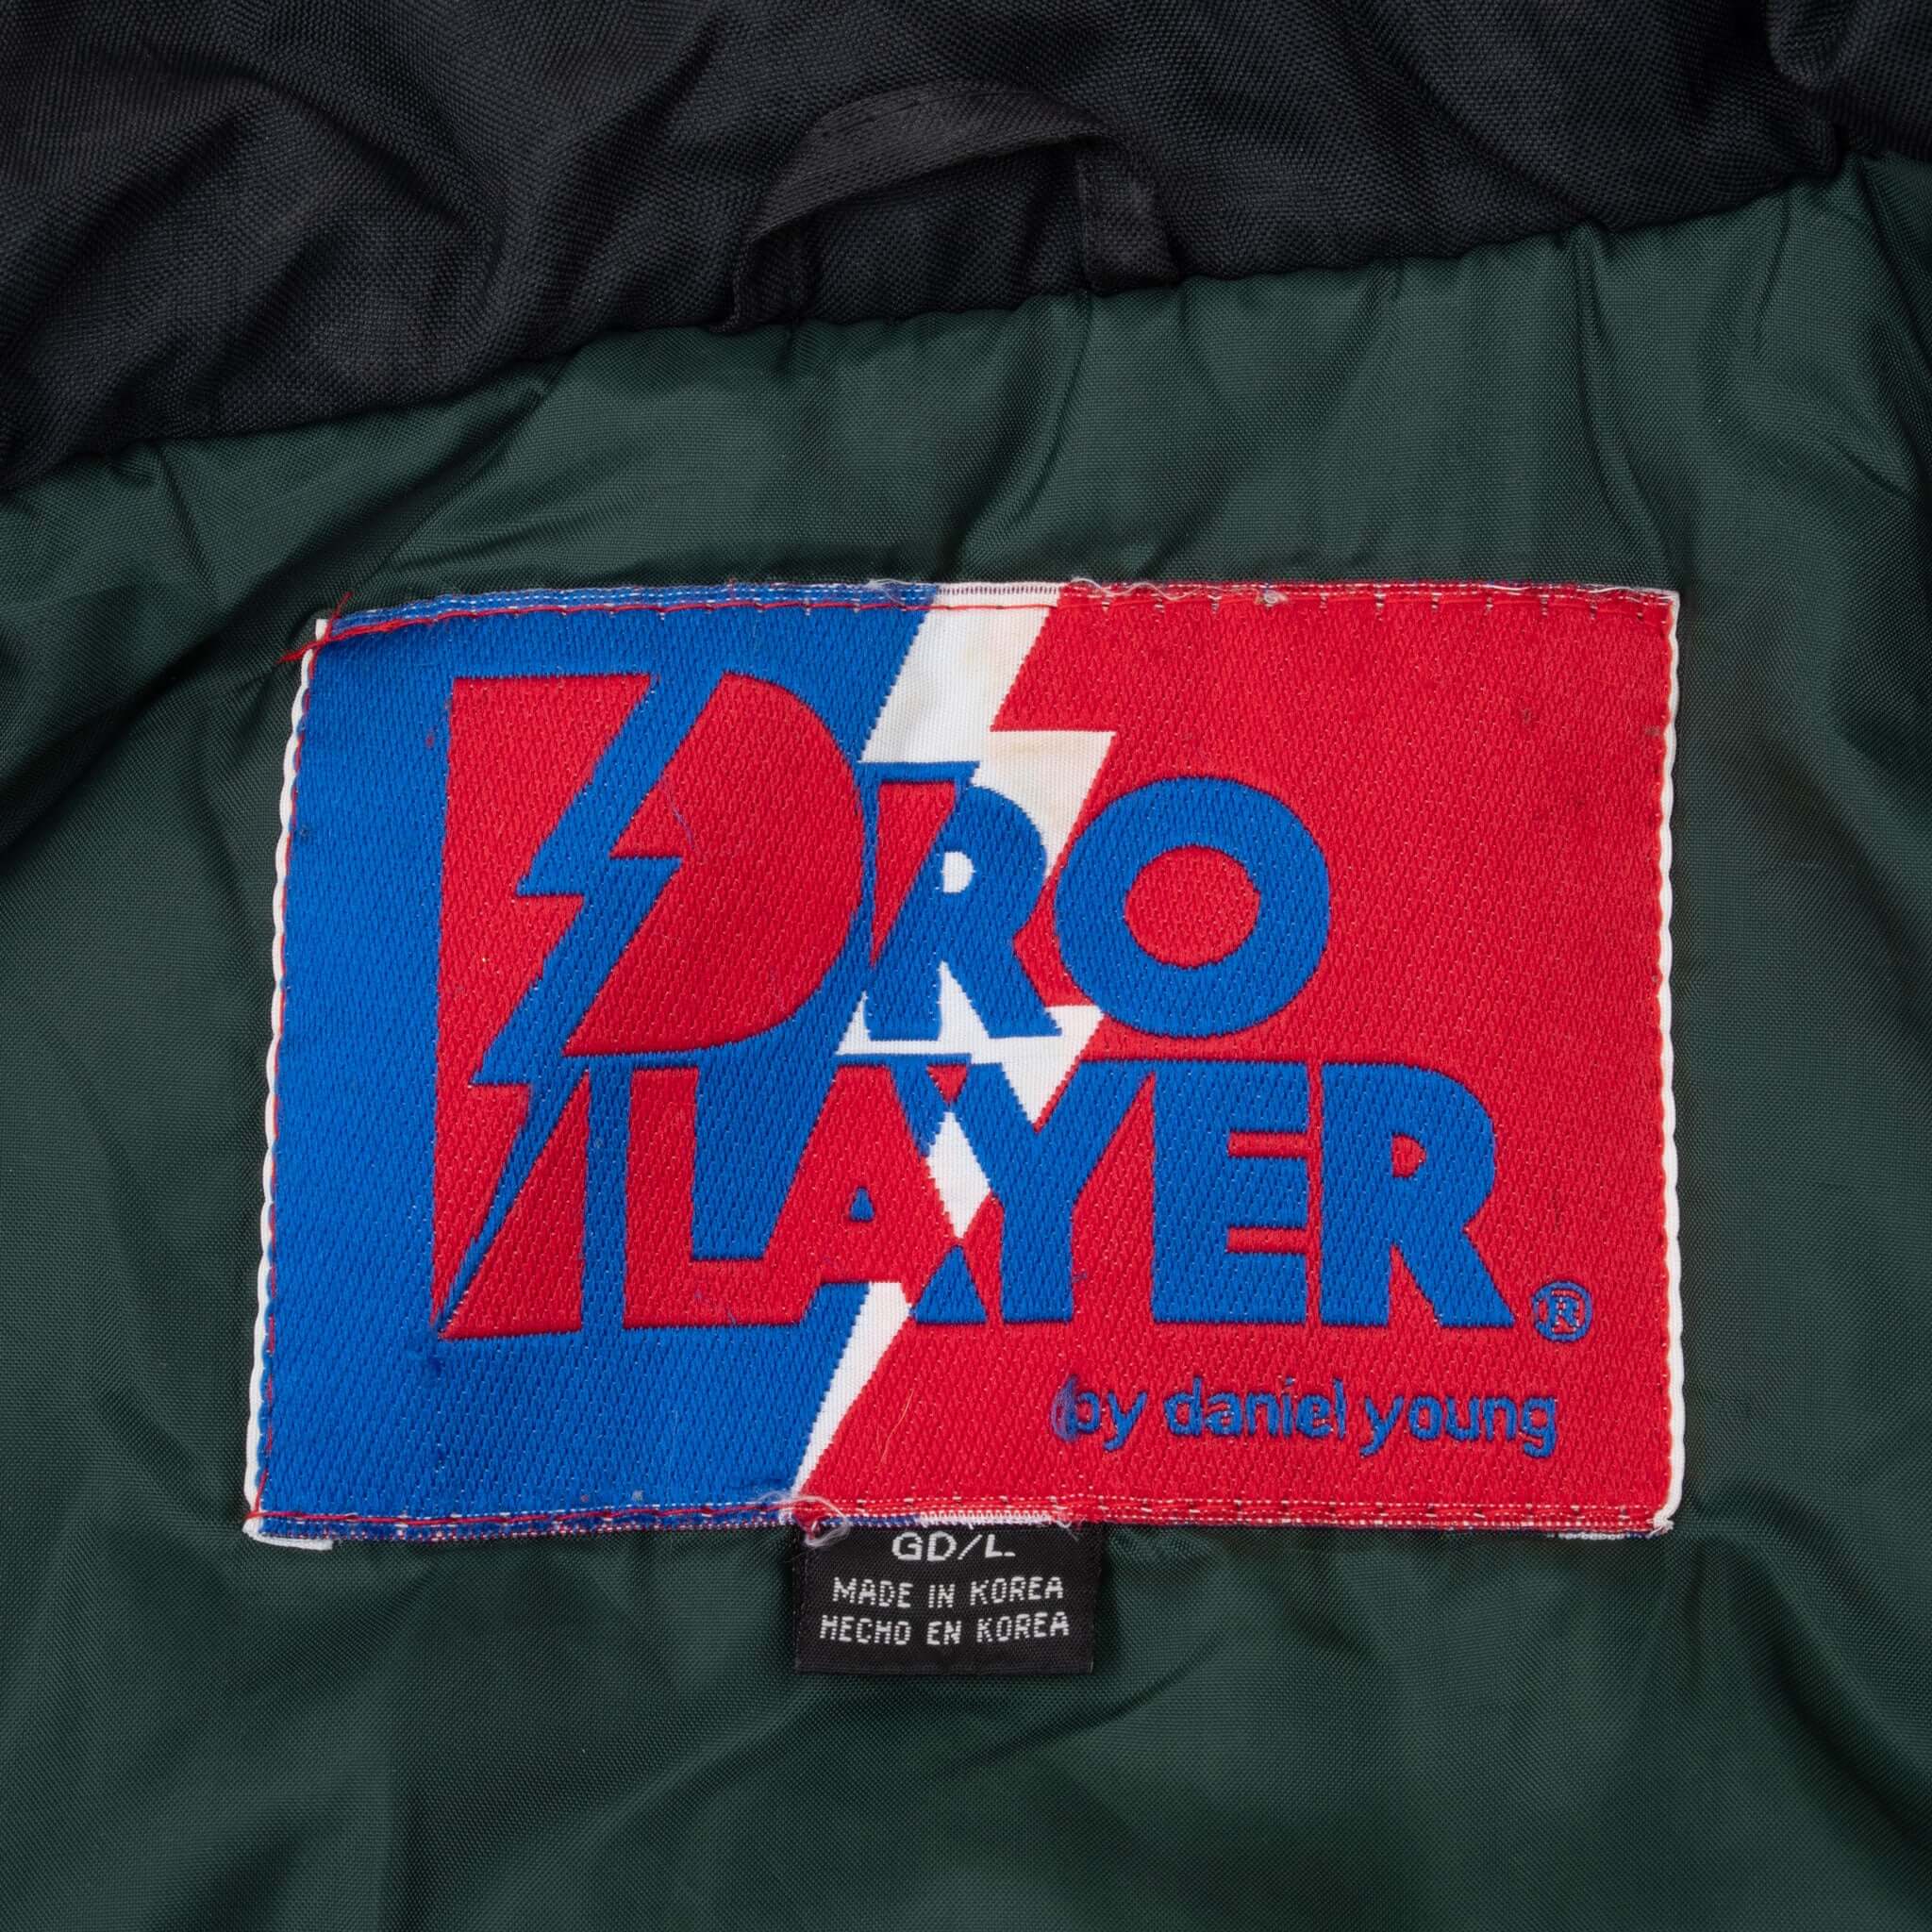 PRO
PLAYER®
by daniel young
GD/L
MADE IN KOREA
HECHO EN KOREA